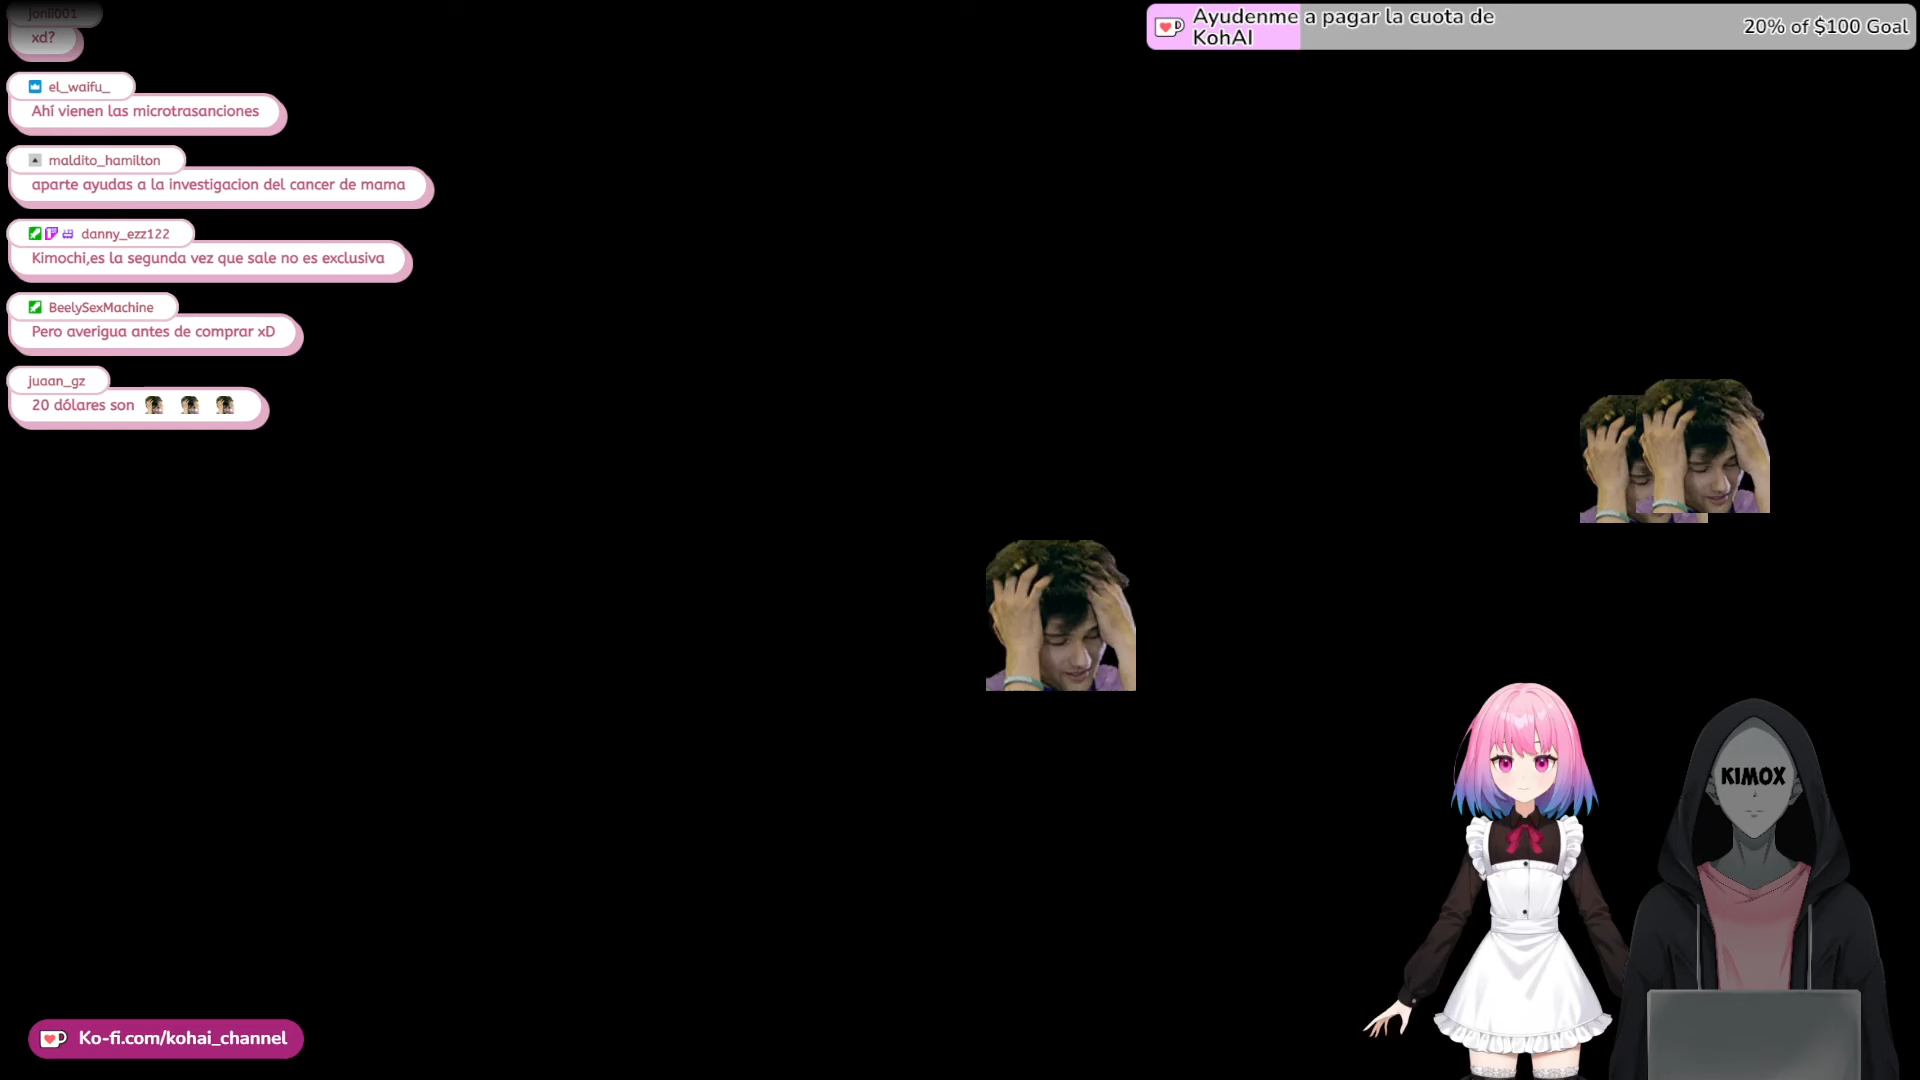 jonii001
xd?
el_waifu_
Ahí vienen las microtrasanciones
maldito_hamilton
aparte ayudas a la investigacion del cancer de mama
danny_ezz122
Kimochi,es la segunda vez que sale no es exclusiva
BeelySexMachine
Pero averigua antes de comprar xD
juaan_gz
20 dólares son
Ayudenme a pagar la cuota de
KohAI
20% of $100 Goal
KIMOX
Ko-fi.com/kohai_channel